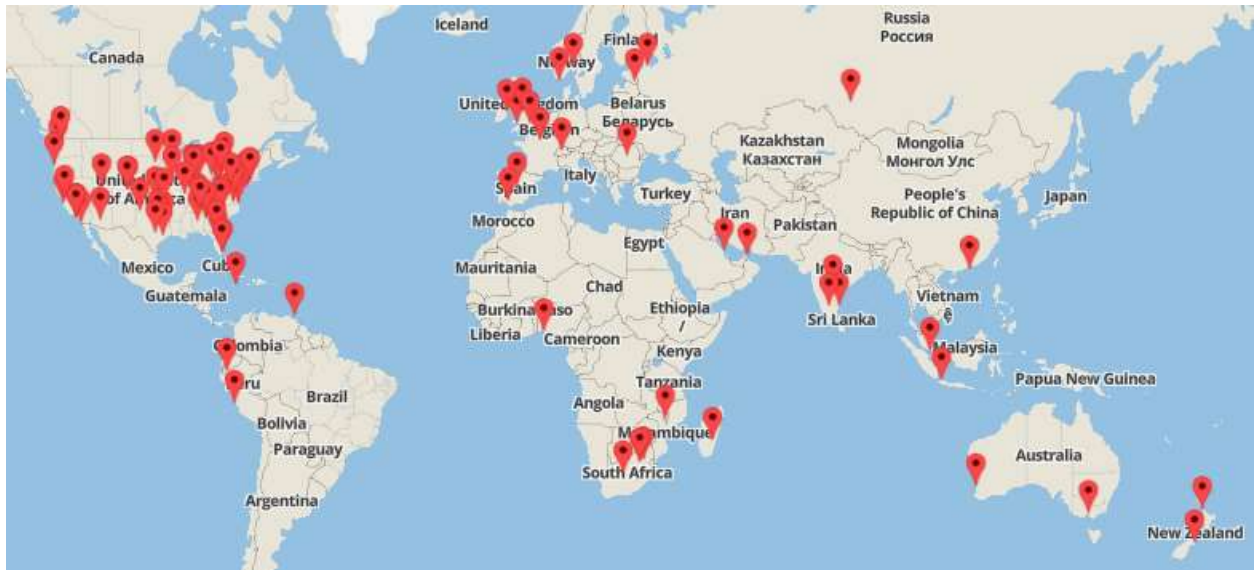 Iceland
Russia
Россия
Canada
Finland
Norway
United Kingdom
Belarus
Беларусь
Belgium
Kazakhstan
Казахстан
Mongolia
Монгол Улс
United States
of America
Italy
Spain
Turkey
People's
Republic of China
Japan
Morocco
Iran
Pakistan
Egypt
Mexico
Cuba
Mauritania
India
Guatemala
Chad
Burkina Faso
Ethiopia
/
Vietnam
Sri Lanka
Liberia
Cameroon
Colombia
Kenya
Malaysia
Peru
Tanzania
Papua New Guinea
Brazil
Angola
Bolivia
Mozambique
Paraguay
South Africa
Australia
Argentina
New Zealand